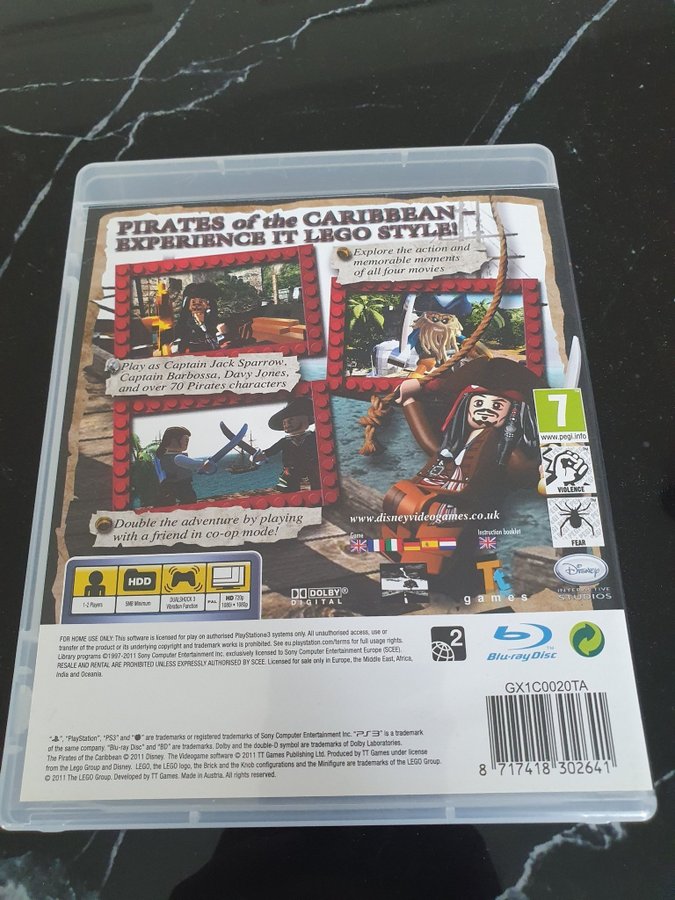 PIRATES of the CARIBBEAN –
EXPERIENCE IT LEGO STYLE!
Explore the action and
memorable moments
of all four movies
Play as Captain Jack Sparrow,
Captain Barbossa, Davy Jones,
and over 70 Pirates characters
Double the adventure by playing
with a friend in co-op mode!
7
www.pegi.info
VIOLENCE
FEAR
www.disneyvideogames.co.uk
Game
Instruction booklet
1-2 Players
HDD
5MB Minimum
DUALSHOCK 3
Vibration Function
PAL
HD 720p
1080i • 1080p
DOLBY®
DIGITAL
Tt
games
Disney
INTERACTIVE
STUDIOS
FOR HOME USE ONLY: This software is licensed for play on authorised PlayStation3 systems only. All unauthorised access, use or
transfer of the product or its underlying copyright and trademark works is prohibited. See eu.playstation.com/terms for full usage rights.
Library programs ©1997-2011 Sony Computer Entertainment Inc. exclusively licensed to Sony Computer Entertainment Europe (SCEE).
RESALE AND RENTAL ARE PROHIBITED UNLESS EXPRESSLY AUTHORISED BY SCEE. Licensed for sale only in Europe, the Middle East, Africa,
India and Oceania.
2
Blu-ray Disc™
GX1C0020TA
", "PlayStation", "PS3" and " " are trademarks or registered trademarks of Sony Computer Entertainment Inc. "PS3" is a trademark
of the same company. "Blu-ray Disc" and "BD" are trademarks. Dolby and the double-D symbol are trademarks of Dolby Laboratories.
The Pirates of the Caribbean © 2011 Disney. The Videogame software © 2011 TT Games Publishing Ltd. Produced by TT Games under license
from the Lego Group and Disney. LEGO, the LEGO logo, the Brick and the Knob configurations and the Minifigure are trademarks of the LEGO Group.
© 2011 The LEGO Group. Developed by TT Games. Made in Austria. All rights reserved.
8 717418 302641